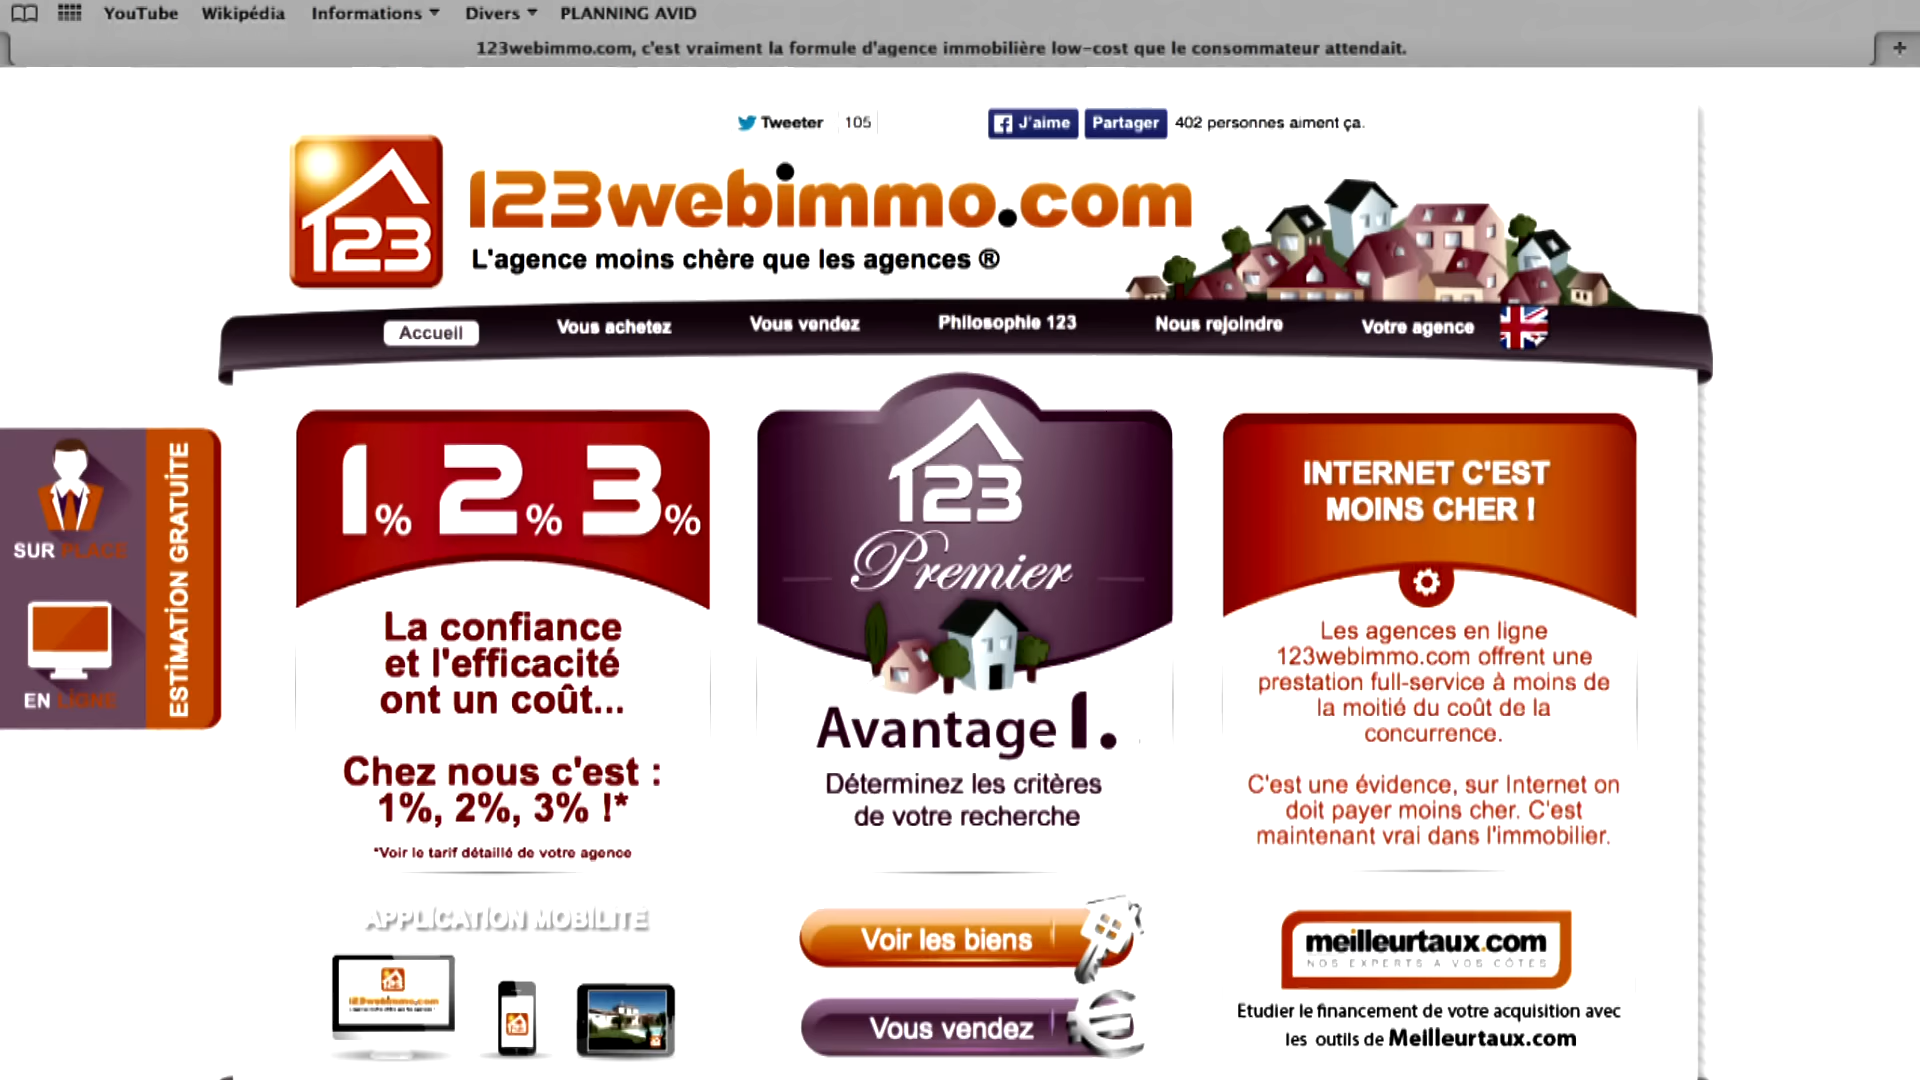 YouTube Wikipédia Informations Divers PLANNING AVID
123webimmo.com, c'est vraiment la formule d'agence immobilière low-cost que le consommateur attendait.
Tweeter 105 J'aime Partager 402 personnes aiment ça.
123
123webimmo.com
L'agence moins chère que les agences ®
Accueil Vous achetez Vous vendez Philosophie 123 Nous rejoindre Votre agence
SUR PLACE
EN LIGNE
ESTIMATION GRATUITE
1% 2% 3%
La confiance
et l'efficacité
ont un coût...
Chez nous c'est :
1%, 2%, 3% !*
*Voir le tarif détaillé de votre agence
APPLICATION MOBILITE
123webimmo.com
123
Premier
Avantage 1.
Déterminez les critères
de votre recherche
Voir les biens
Vous vendez
INTERNET C'EST
MOINS CHER !
Les agences en ligne
123webimmo.com offrent une
prestation full-service à moins de
la moitié du coût de la
concurrence.
C'est une évidence, sur Internet on
doit payer moins cher. C'est
maintenant vrai dans l'immobilier.
meilleurtaux.com
NOS EXPERTS A VOS CÔTÉS
Etudier le financement de votre acquisition avec
les outils de Meilleurtaux.com